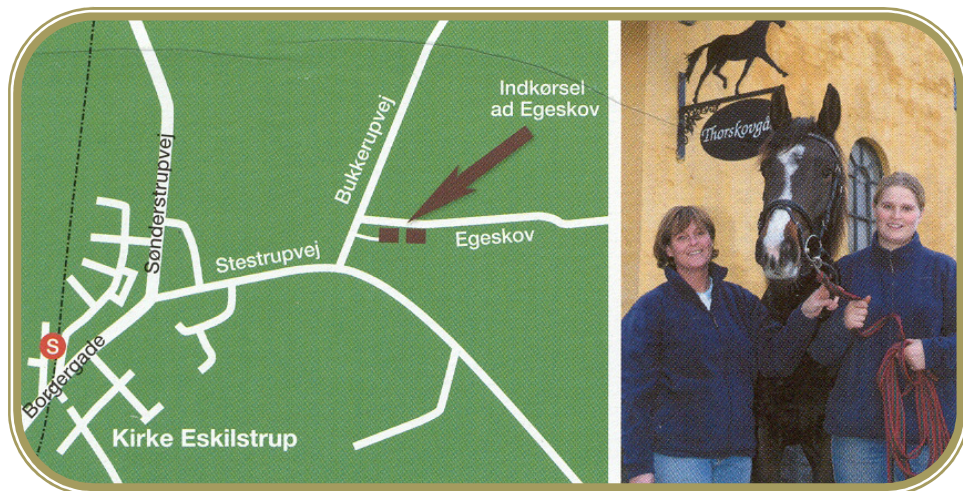 Indkørsel
ad Egeskov
Bukkerupvej
Sønderstrupvej
Egeskov
Stestrupvej
S
Borgergade
Kirke Eskilstrup
Thorskovgå